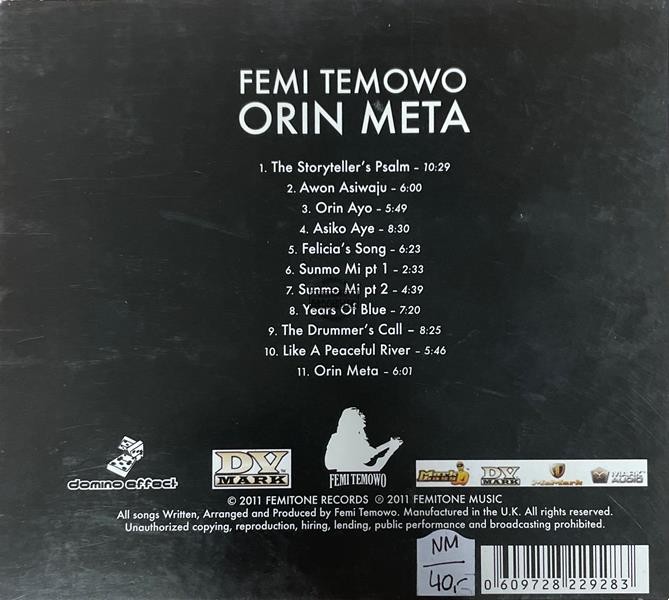 FEMI TEMOWO
ORIN META
1. The Storyteller's Psalm - 10:29
2. Awon Asiwaju - 6:00
3. Orin Ayo - 5:49
4. Asiko Aye - 8:30
5. Felicia's Song - 6:23
6. Sunmo Mi pt 1 - 2:33
7. Sunmo Mi pt 2 - 4:39
8. Years Of Blue - 7:20
9. The Drummer's Call - 8:25
10. Like A Peaceful River - 5:46
11. Orin Meta - 6:01
domino effect
DV MARK
FEMI TEMOWO
Mark Bass
DV MARK
MoMark
MARK AUDIO
© 2011 FEMITONE RECORDS ℗ 2011 FEMITONE MUSIC
All songs Written, Arranged and Produced by Femi Temowo. Manufactured in the U.K. All rights reserved.
Unauthorized copying, reproduction, hiring, lending, public performance and broadcasting prohibited.
NM
40,-
0 609728 229283